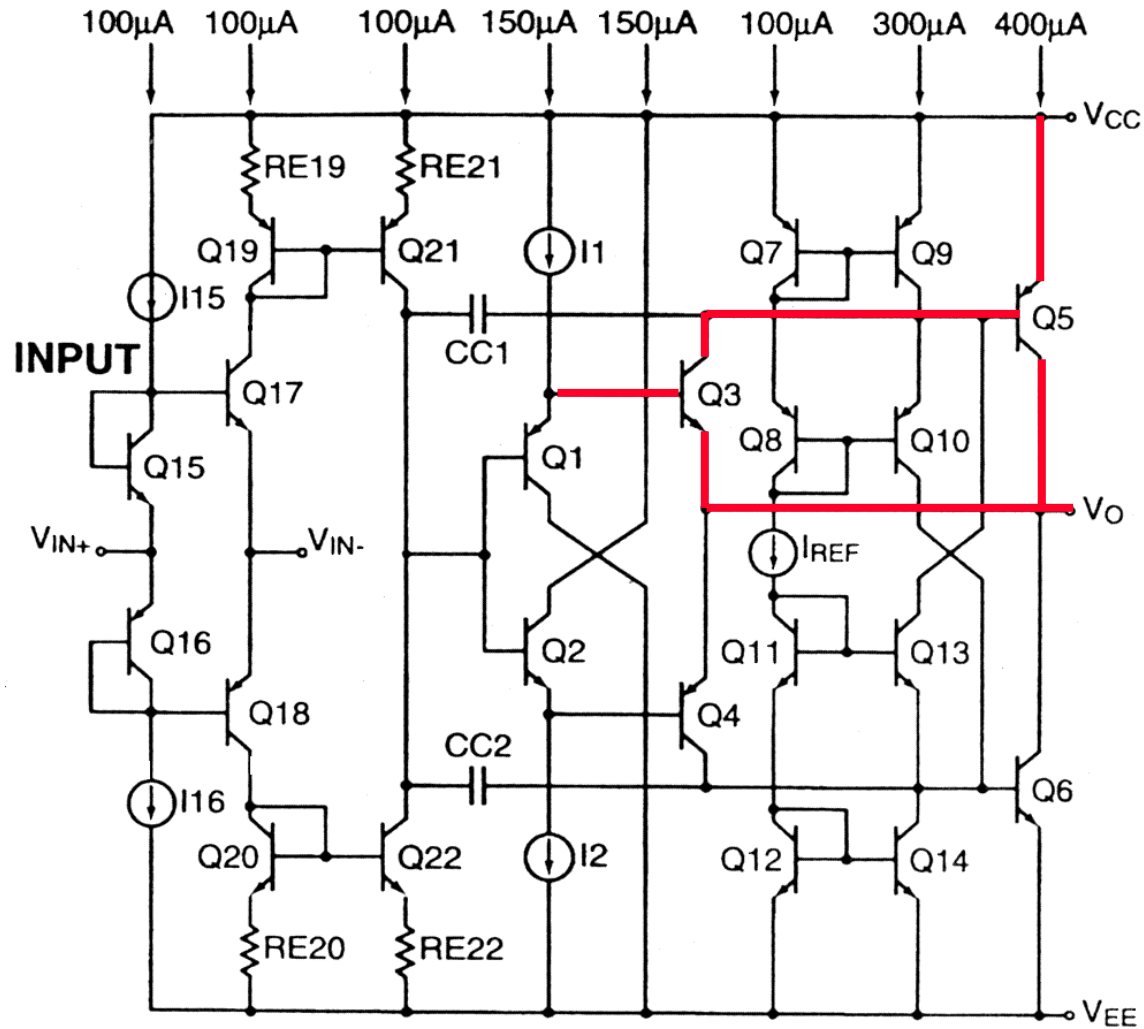 100µA 100µA 100µA 150µA 150µA 100µA 300µA 400µA
VCC
RE19 RE21
Q19 Q21 I1 Q7 Q9
I15 Q5
CC1
INPUT
Q17 Q3
Q15 Q1 Q8 Q10
VO
VIN+ VIN- IREF
Q16 Q2 Q11 Q13
Q18 Q4
CC2
I16 Q6
Q20 Q22 I2 Q12 Q14
RE20 RE22
VEE